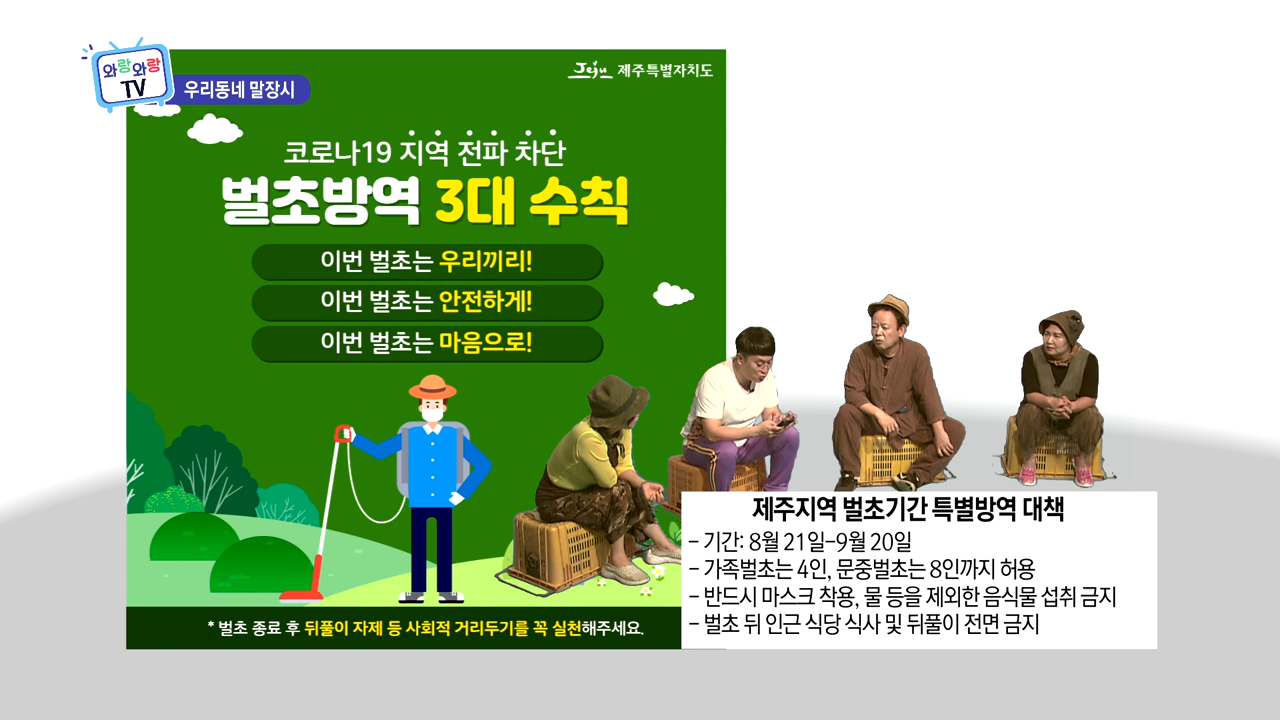 와랑와랑
TV
우리동네 말장시
Jeju 제주특별자치도
코로나19 지역 전파 차단
벌초방역 3대 수칙
이번 벌초는 우리끼리!
이번 벌초는 안전하게!
이번 벌초는 마음으로!
* 벌초 종료 후 뒤풀이 자제 등 사회적 거리두기를 꼭 실천해주세요.
제주지역 벌초기간 특별방역 대책
- 기간: 8월 21일-9월 20일
- 가족벌초는 4인, 문중벌초는 8인까지 허용
- 반드시 마스크 착용, 물 등을 제외한 음식물 섭취 금지
- 벌초 뒤 인근 식당 식사 및 뒤풀이 전면 금지